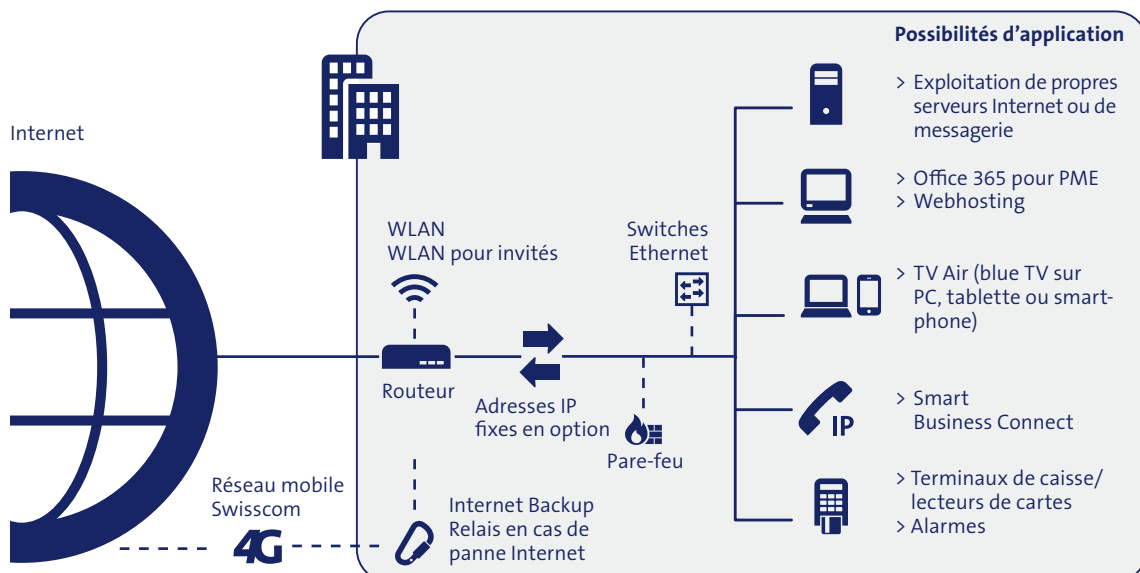 Possibilités d’application
> Exploitation de propres
serveurs Internet ou de
messagerie
Internet
> Office 365 pour PME
> Webhosting
WLAN
WLAN pour invités
Switches
Ethernet
> TV Air (blue TV sur
PC, tablette ou smart-
phone)
Routeur
Adresses IP
fixes en option
Pare-feu
IP
> Smart
Business Connect
Réseau mobile
Swisscom
4G
Internet Backup
Relais en cas de
panne Internet
> Terminaux de caisse/
lecteurs de cartes
> Alarmes